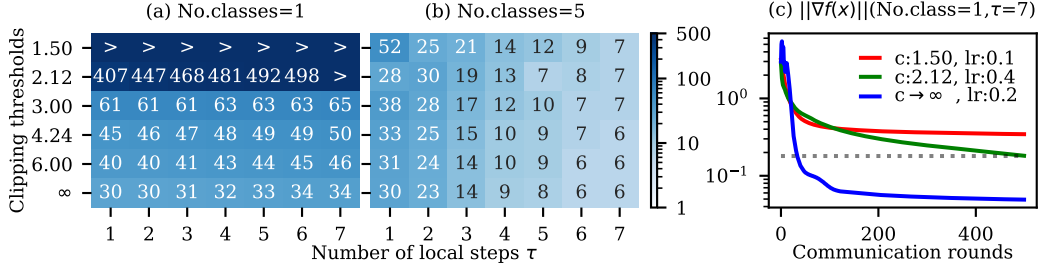 (a) No.classes=1
(b) No.classes=5
(c) ||∇f(x)||(No.class=1,τ=7)
Clipping thresholds
1.50 > > > > > > >
2.12 407 447 468 481 492 498 >
3.00 61 61 61 63 63 63 65
4.24 45 46 47 48 49 49 50
6.00 40 40 41 43 44 45 46
∞ 30 30 31 32 33 34 34
1 2 3 4 5 6 7
52 25 21 14 12 9 7
28 30 19 13 7 8 7
38 28 17 12 10 7 7
33 25 15 10 9 7 6
31 24 14 10 9 6 6
30 23 14 9 8 6 6
1 2 3 4 5 6 7
Number of local steps τ
500
100
10
1
c:1.50, lr:0.1
c:2.12, lr:0.4
c→∞ , lr:0.2
10⁰
10⁻¹
0 200 400
Communication rounds